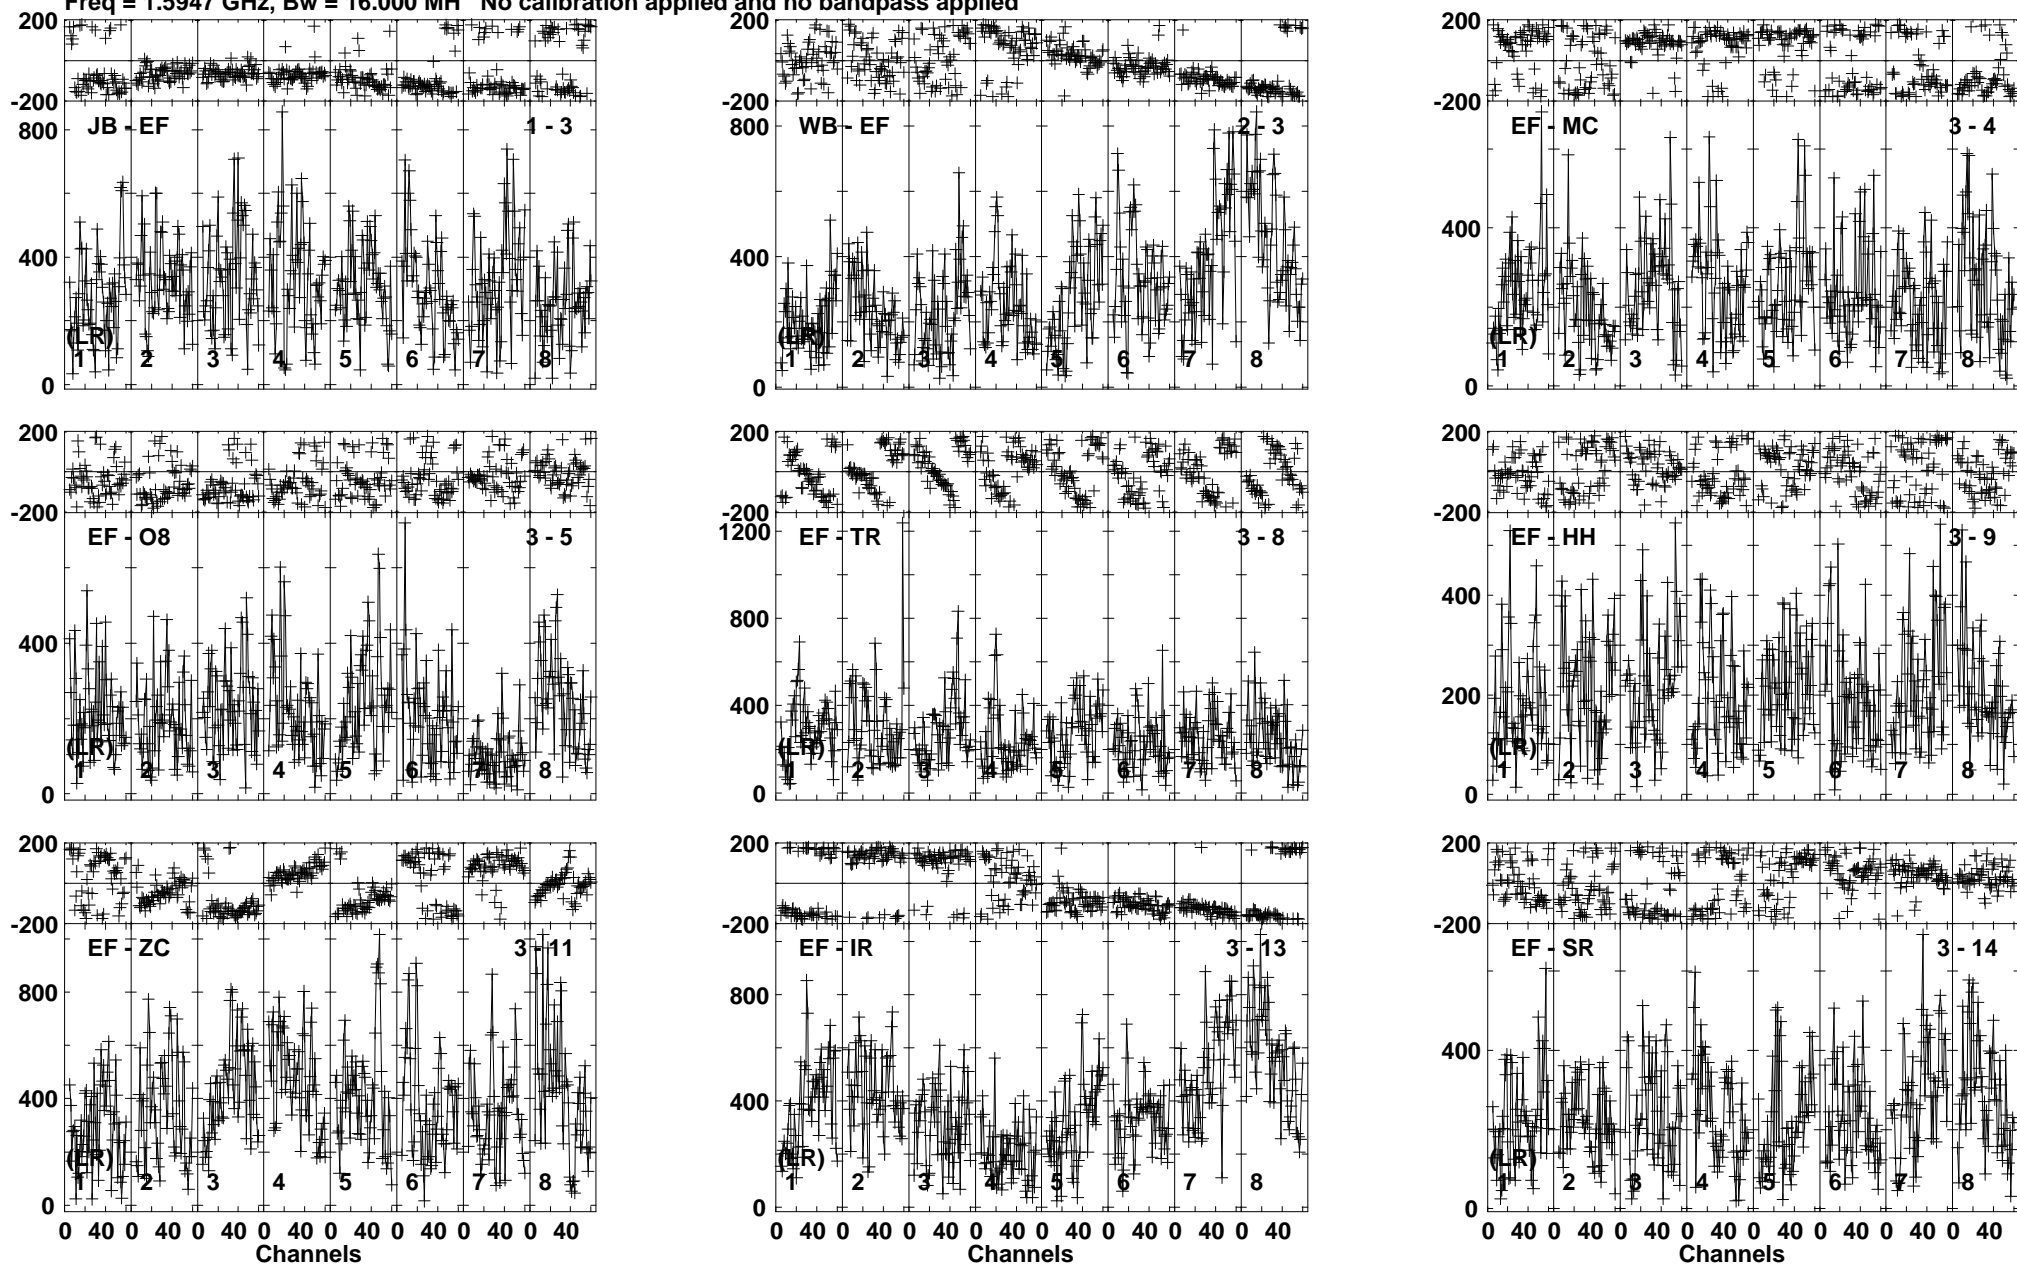 Freq = 1.5947 GHz, Bw = 16.000 MH No calibration applied and no bandpass applied
200
-200
800
400
0
JB - EF 1 - 3
(LR)
1 2 3 4 5 6 7 8
200
-200
800
400
0
WB - EF 2 - 3
(LR)
1 2 3 4 5 6 7 8
200
-200
400
0
EF - MC 3 - 4
(LR)
1 2 3 4 5 6 7 8
200
-200
400
0
EF - O8 3 - 5
(LR)
1 2 3 4 5 6 7 8
200
-200
1200
800
400
0
EF - TR 3 - 8
(LR)
1 2 3 4 5 6 7 8
200
-200
400
200
0
EF - HH 3 - 9
(LR)
1 2 3 4 5 6 7 8
200
-200
800
400
0
EF - ZC 3 - 11
(LR)
1 2 3 4 5 6 7 8
0 40 0 40 0 40 0 40 0 40 0 40 0 40 0 40
Channels
200
-200
800
400
0
EF - IR 3 - 13
(LR)
1 2 3 4 5 6 7 8
0 40 0 40 0 40 0 40 0 40 0 40 0 40 0 40
Channels
200
-200
400
0
EF - SR 3 - 14
(LR)
1 2 3 4 5 6 7 8
0 40 0 40 0 40 0 40 0 40 0 40 0 40 0 40
Channels